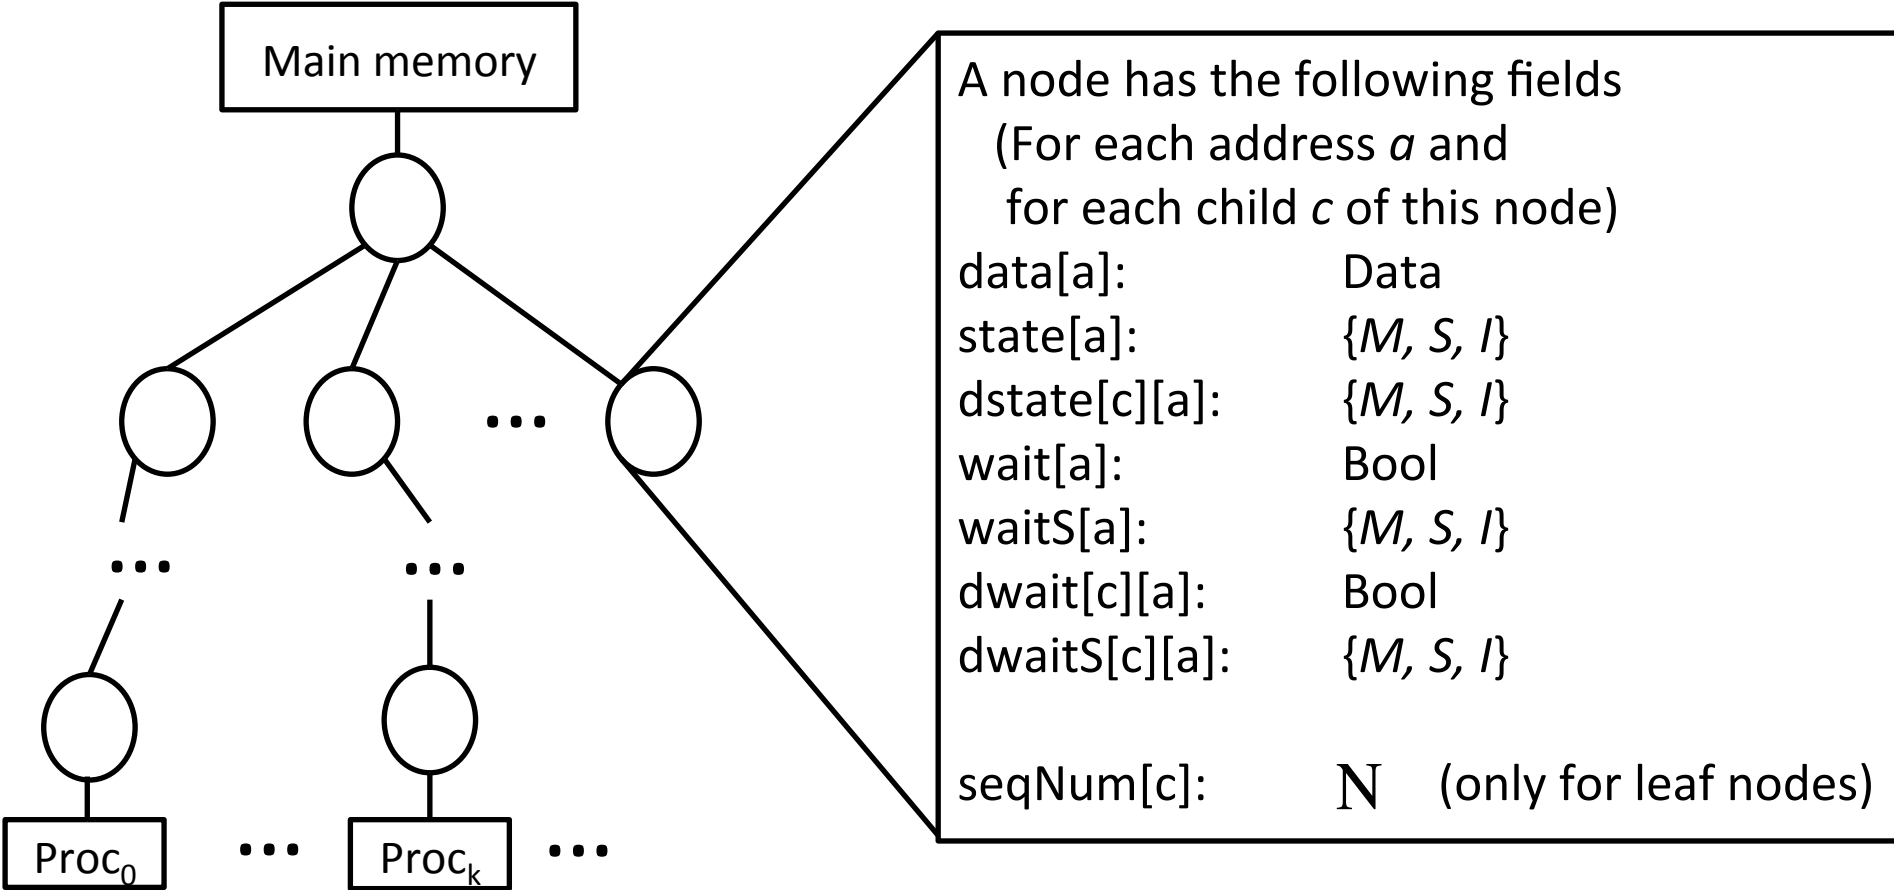 Main memory
A node has the following fields
(For each address a and
for each child c of this node)
data[a]: Data
state[a]: {M, S, I}
dstate[c][a]: {M, S, I}
wait[a]: Bool
waitS[a]: {M, S, I}
dwait[c][a]: Bool
dwaitS[c][a]: {M, S, I}
seqNum[c]: N (only for leaf nodes)
...
...
...
Proc0 ... Prock ...